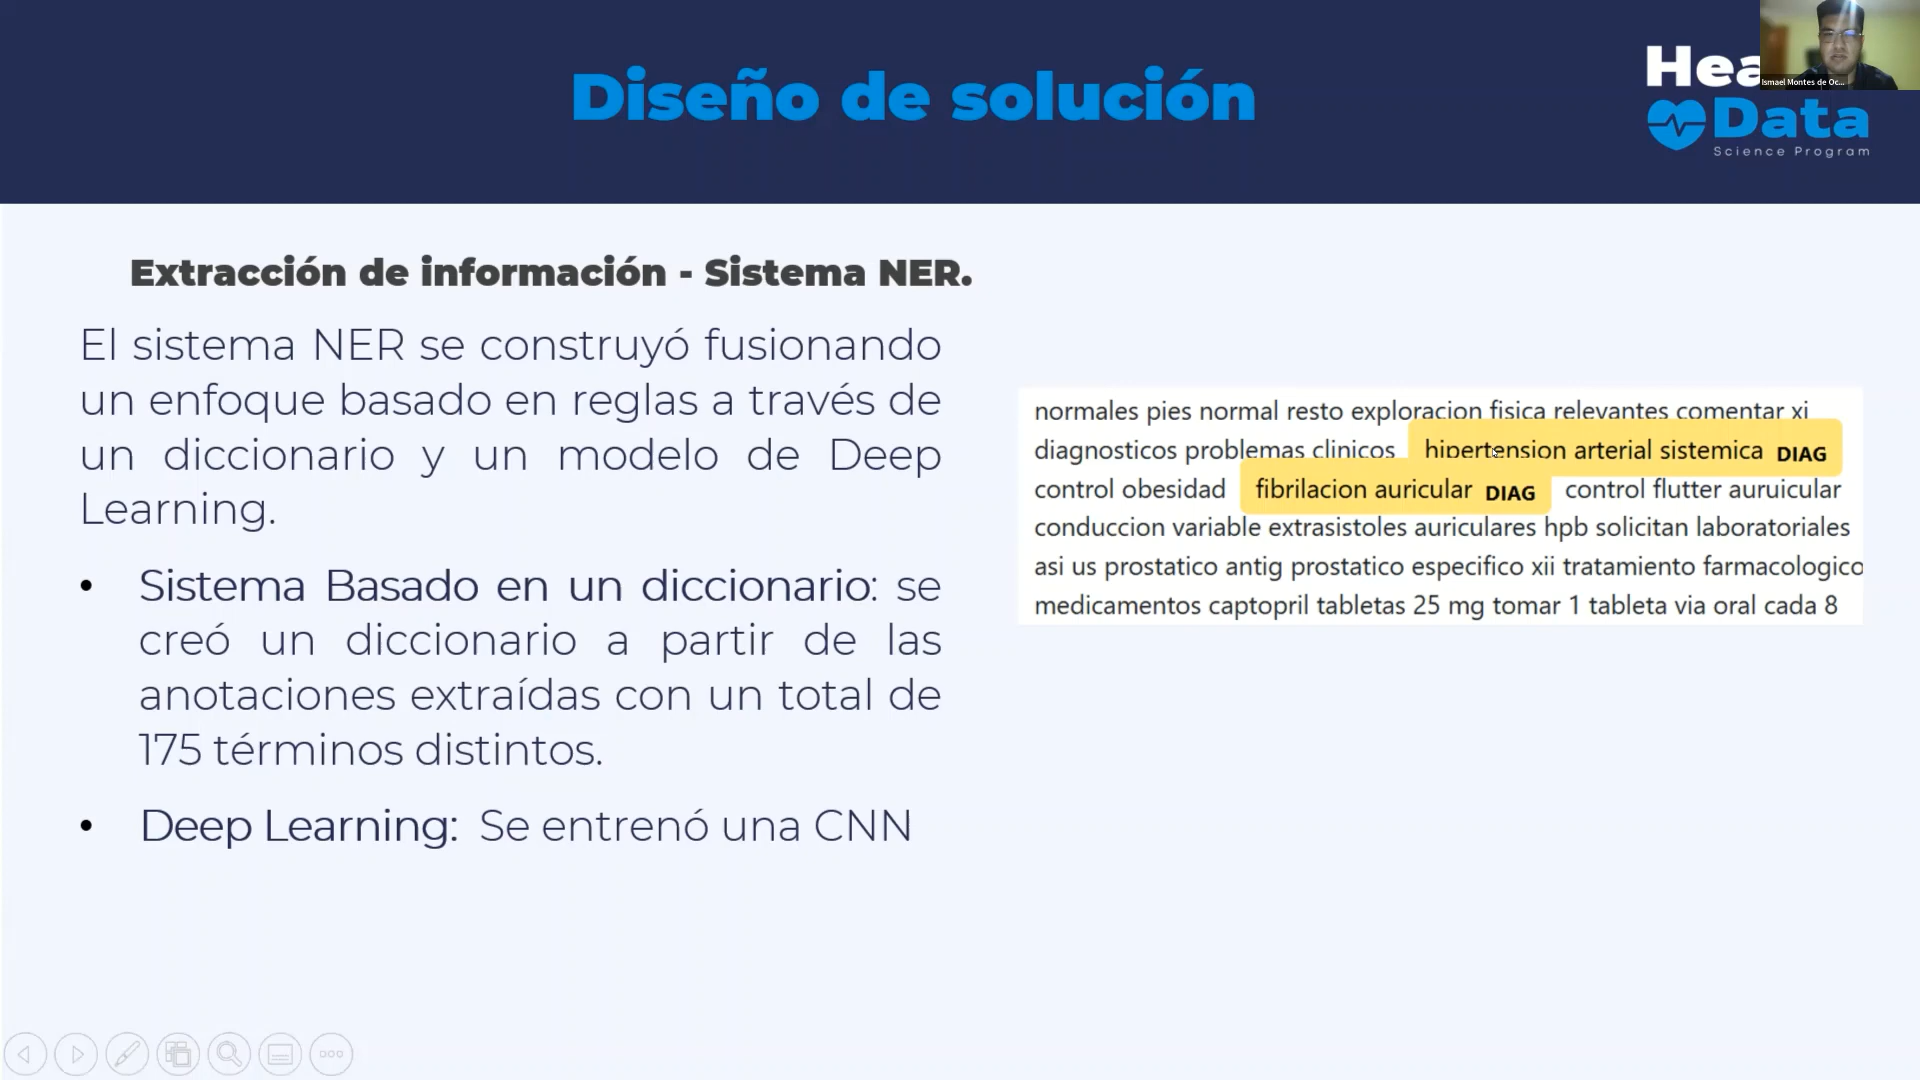 Diseño de solución
Hea
Data
Science Program
Ismael Montes de Oc...
Extracción de información - Sistema NER.
El sistema NER se construyó fusionando
un enfoque basado en reglas a través de
un diccionario y un modelo de Deep
Learning.
• Sistema Basado en un diccionario: se
creó un diccionario a partir de las
anotaciones extraídas con un total de
175 términos distintos.
• Deep Learning: Se entrenó una CNN
normales pies normal resto exploracion fisica relevantes comentar xi
diagnosticos problemas clinicos hipertension arterial sistemica DIAG
control obesidad fibrilacion auricular DIAG control flutter auruicular
conduccion variable extrasistoles auriculares hpb solicitan laboratoriales
asi us prostatico antig prostatico especifico xii tratamiento farmacologico
medicamentos captopril tabletas 25 mg tomar 1 tableta via oral cada 8